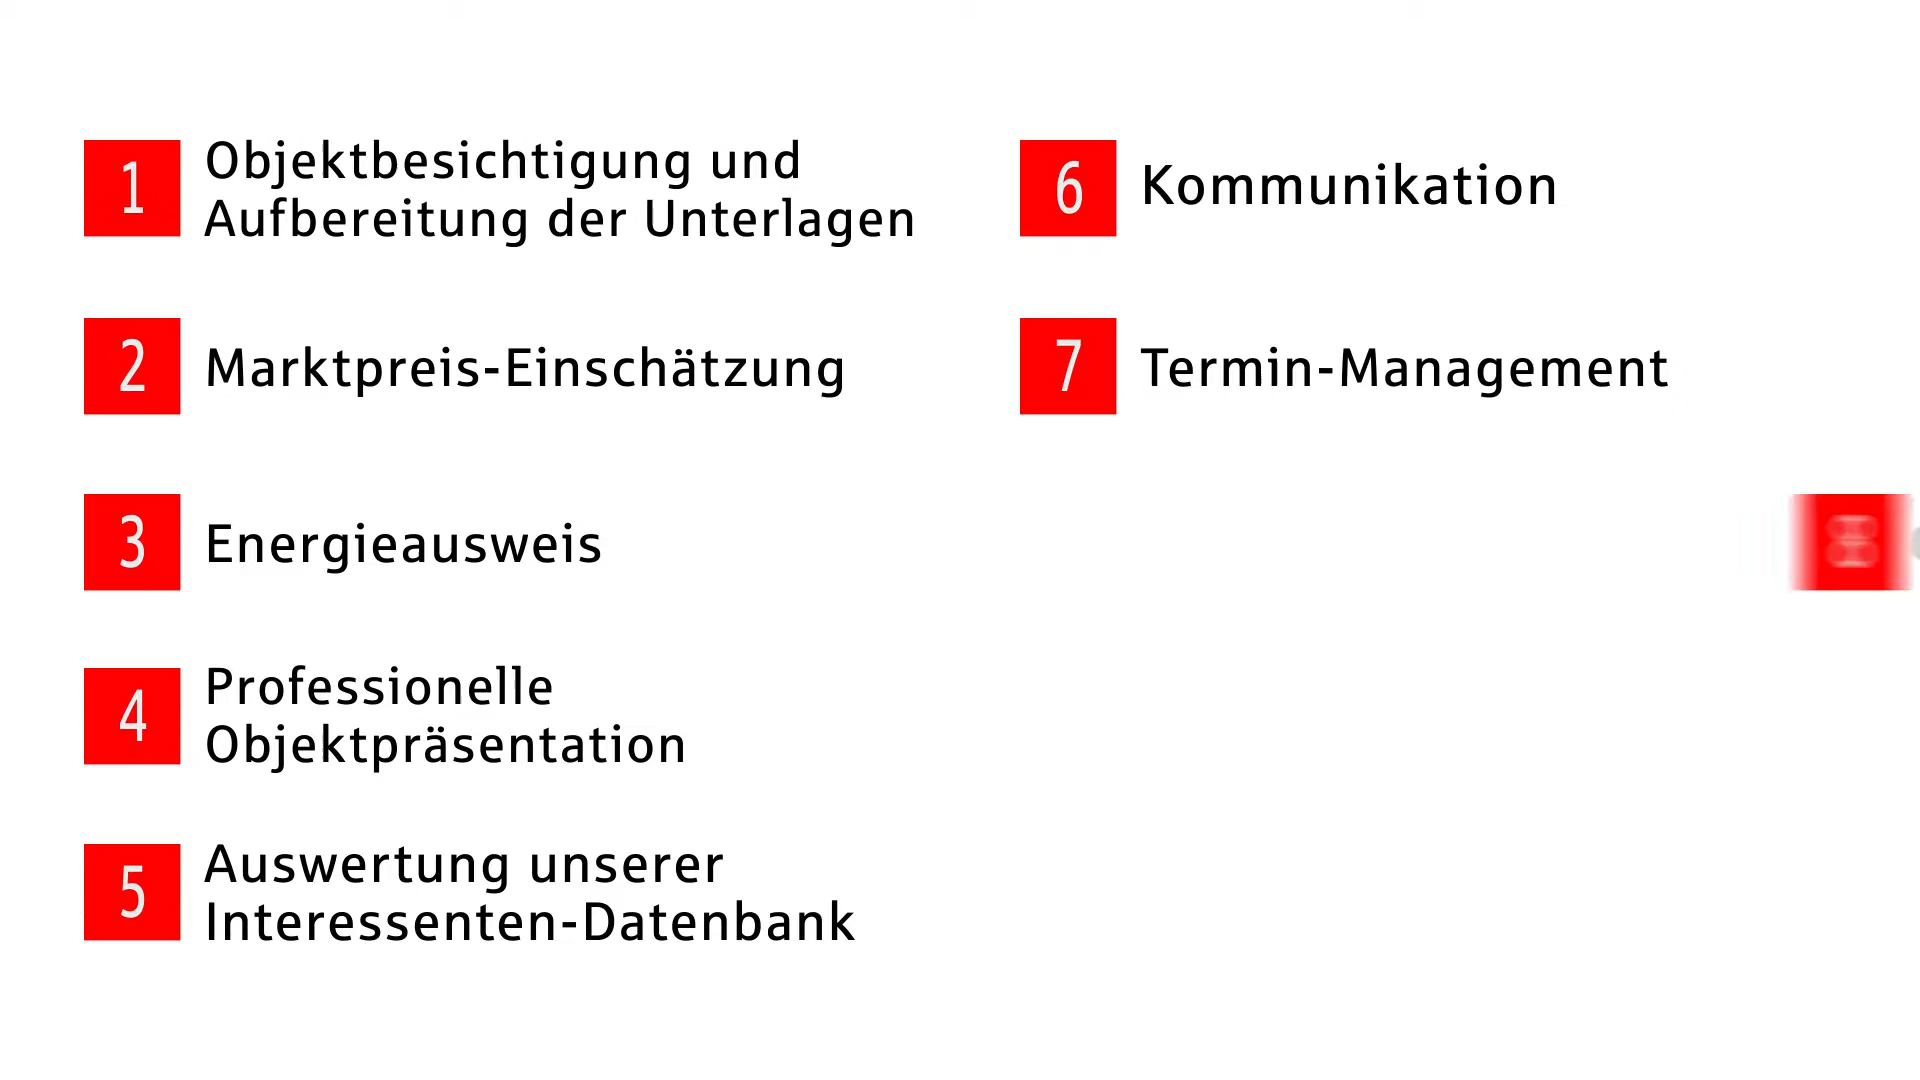 1
Objektbesichtigung und
Aufbereitung der Unterlagen
2
Marktpreis-Einschätzung
3
Energieausweis
4
Professionelle
Objektpräsentation
5
Auswertung unserer
Interessenten-Datenbank
6
Kommunikation
7
Termin-Management